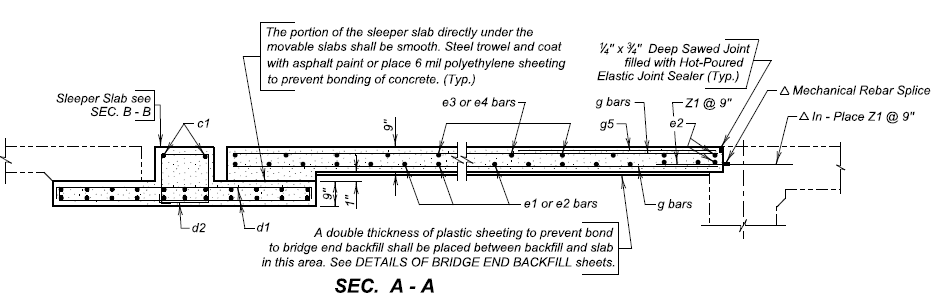 The portion of the sleeper slab directly under the
movable slabs shall be smooth. Steel trowel and coat
with asphalt paint or place 6 mil polyethylene sheeting
to prevent bonding of concrete. (Typ.)
¼" x ¾" Deep Sawed Joint
filled with Hot-Poured
Elastic Joint Sealer (Typ.)
Sleeper Slab see
SEC. B - B
c1
9"
e3 or e4 bars
g bars
g5
Z1 @ 9"
e2
Δ Mechanical Rebar Splice
Δ In - Place Z1 @ 9"
9"
1"
e1 or e2 bars
g bars
d2
d1
A double thickness of plastic sheeting to prevent bond
to bridge end backfill shall be placed between backfill and slab
in this area. See DETAILS OF BRIDGE END BACKFILL sheets.
SEC. A - A